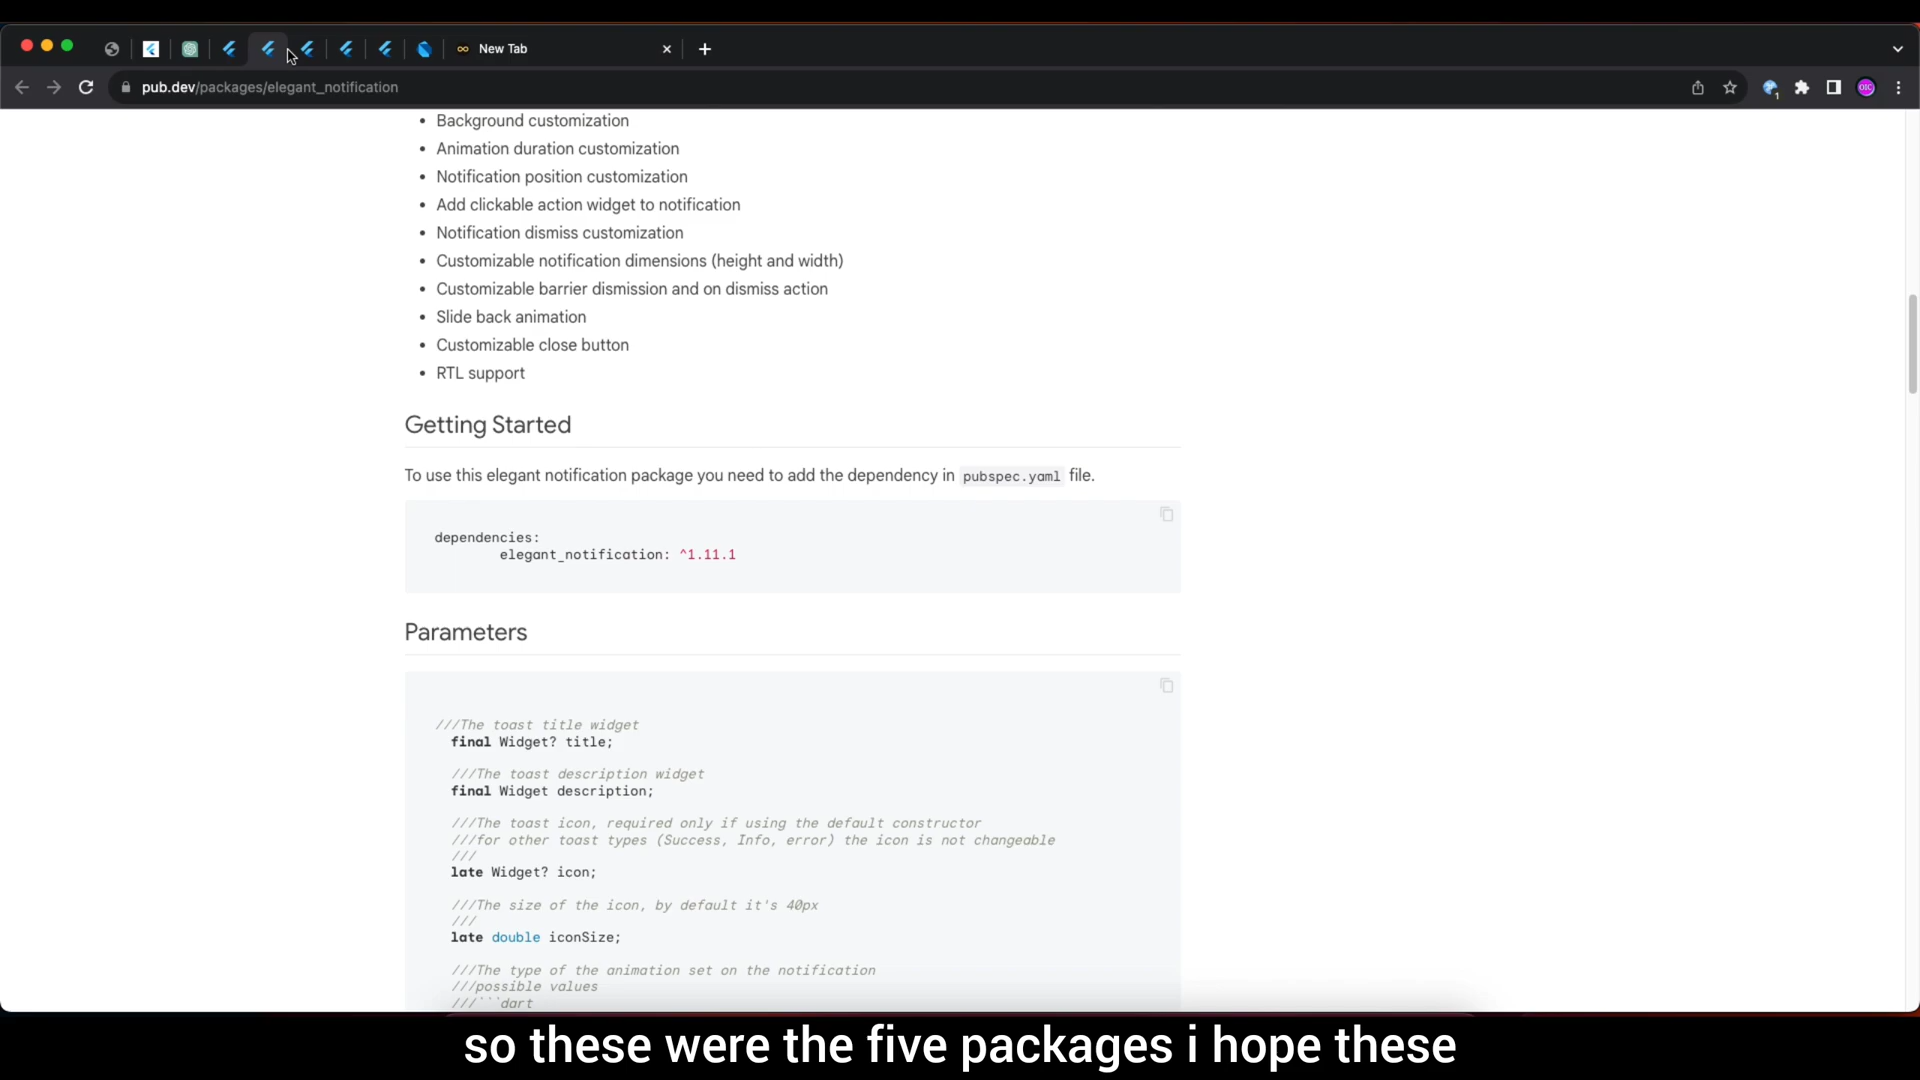 New Tab
pub.dev/packages/elegant_notification
Background customization
Animation duration customization
Notification position customization
Add clickable action widget to notification
Notification dismiss customization
Customizable notification dimensions (height and width)
Customizable barrier dismission and on dismiss action
Slide back animation
Customizable close button
RTL support
Getting Started
To use this elegant notification package you need to add the dependency in pubspec.yaml file.
dependencies:
elegant_notification: ^1.11.1
Parameters
///The toast title widget
final Widget? title;
///The toast description widget
final Widget description;
///The toast icon, required only if using the default constructor
///for other toast types (Success, Info, error) the icon is not changeable
///
late Widget? icon;
///The size of the icon, by default it's 40px
///
late double iconSize;
///The type of the animation set on the notification
///possible values
///```dart
so these were the five packages i hope these